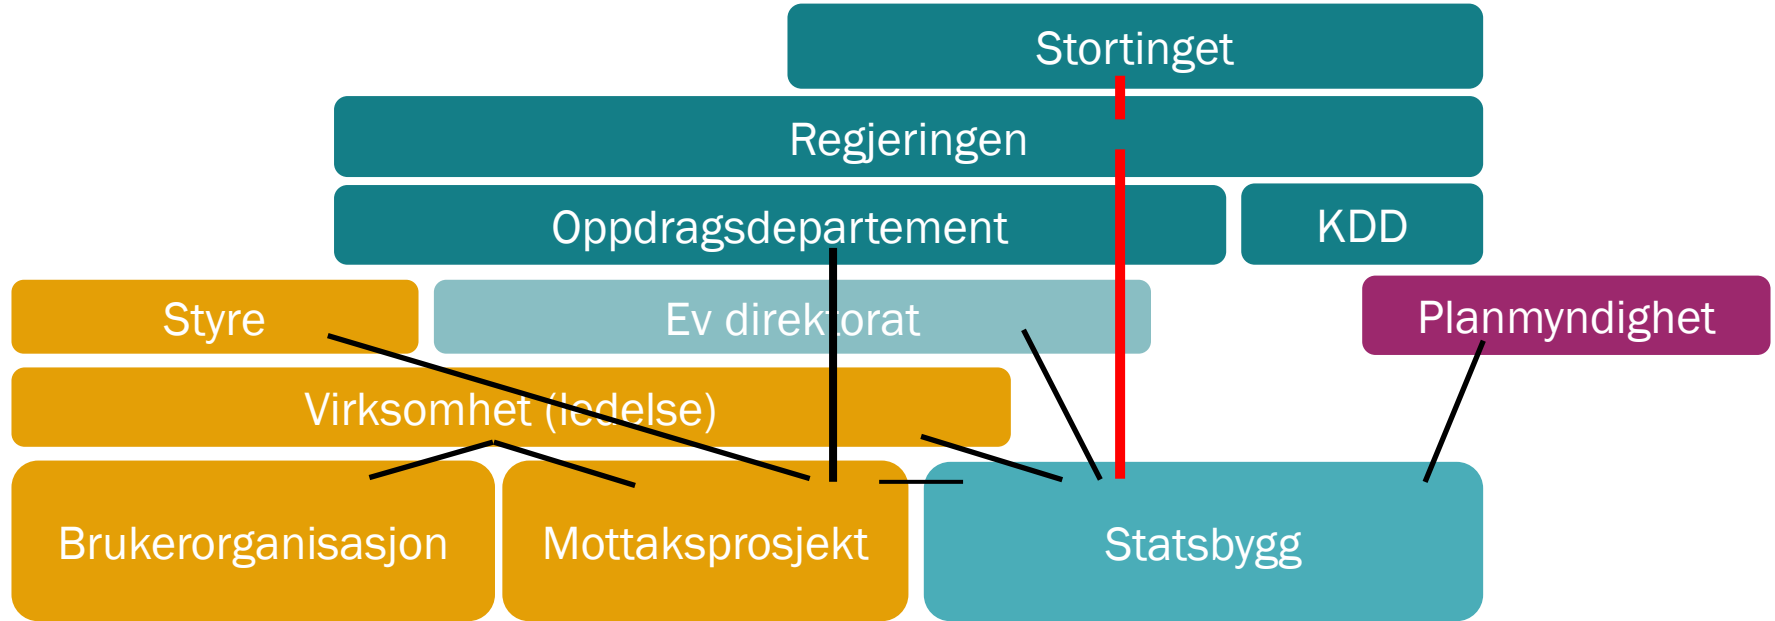 Stortinget
Regjeringen
Oppdragsdepartement
KDD
Styre
Ev direktorat
Planmyndighet
Virksomhet (ledelse)
Brukerorganisasjon
Mottaksprosjekt
Statsbygg